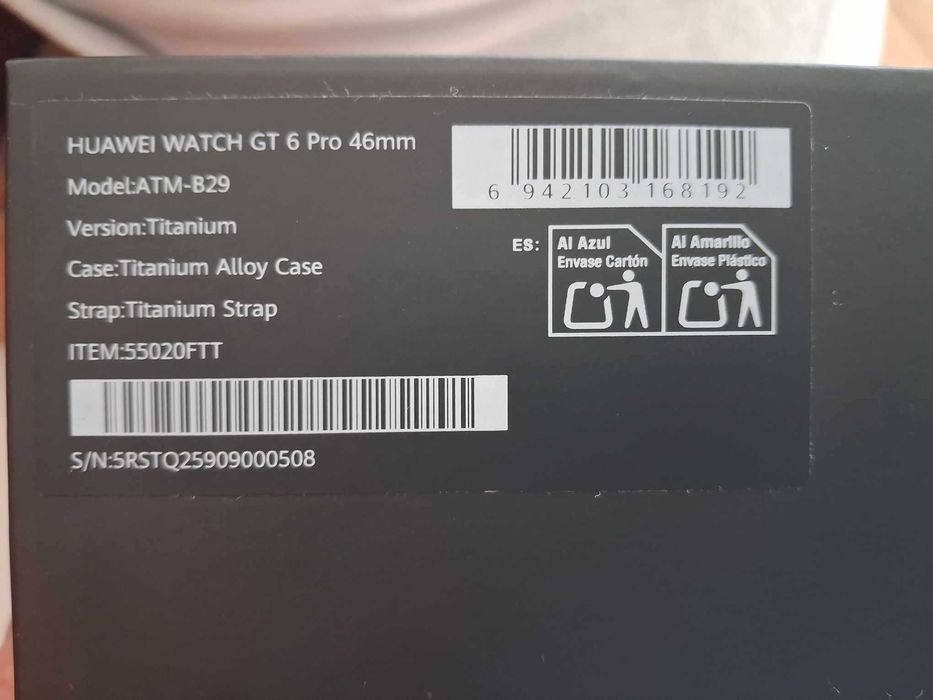 HUAWEI WATCH GT 6 Pro 46mm
Model:ATM-B29
Version:Titanium
Case:Titanium Alloy Case
Strap:Titanium Strap
ITEM:55020FTT
S/N:5RSTQ25909000508
6 942103 168192
ES:
Al Azul
Envase Cartón
Al Amarillo
Envase Plástico